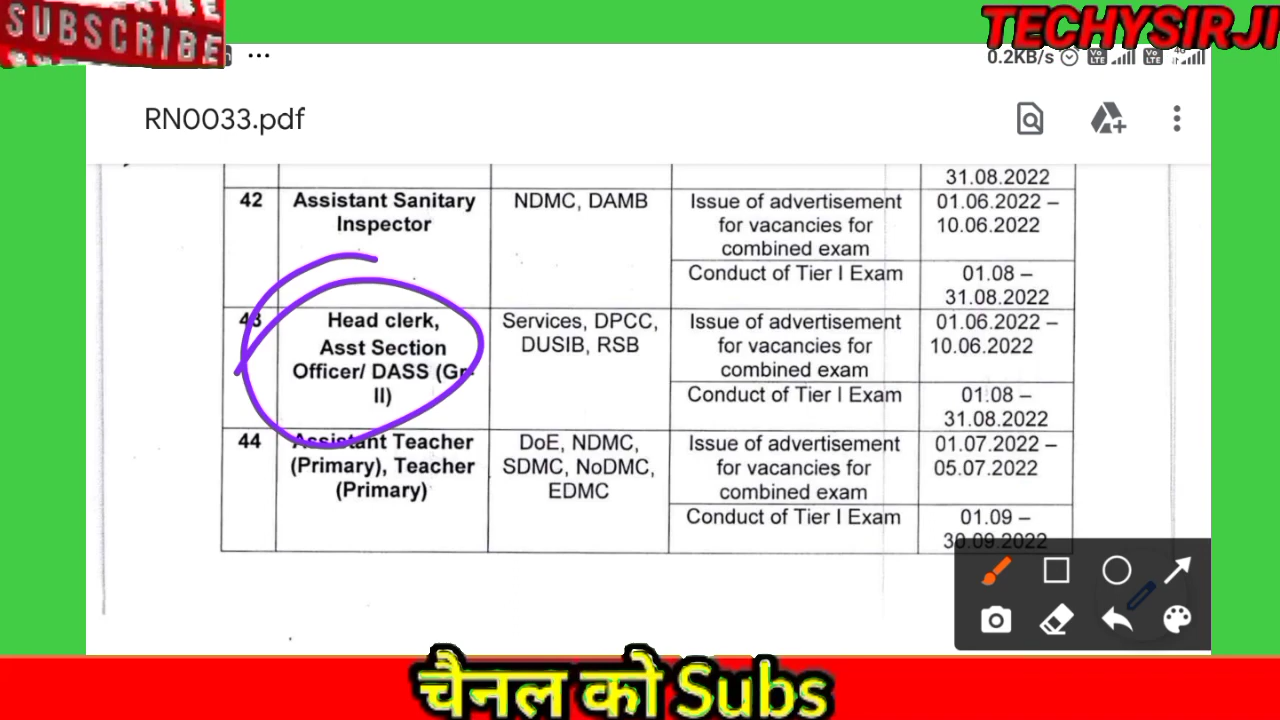 SUBSCRIBE
TECHYSIRJI
...
0.2KB/s
RN0033.pdf
31.08.2022
42 Assistant Sanitary NDMC, DAMB Issue of advertisement 01.06.2022 –
Inspector for vacancies for 10.06.2022
combined exam
Conduct of Tier I Exam 01.08 –
31.08.2022
43 Head clerk, Services, DPCC, Issue of advertisement 01.06.2022 –
Asst Section DUSIB, RSB for vacancies for 10.06.2022
Officer/ DASS (Gr- combined exam
II) Conduct of Tier I Exam 01.08 –
31.08.2022
44 Assistant Teacher DoE, NDMC, Issue of advertisement 01.07.2022 –
(Primary), Teacher SDMC, NoDMC, for vacancies for 05.07.2022
(Primary) EDMC combined exam
Conduct of Tier I Exam 01.09 –
30.09.2022
चैनल को Subs